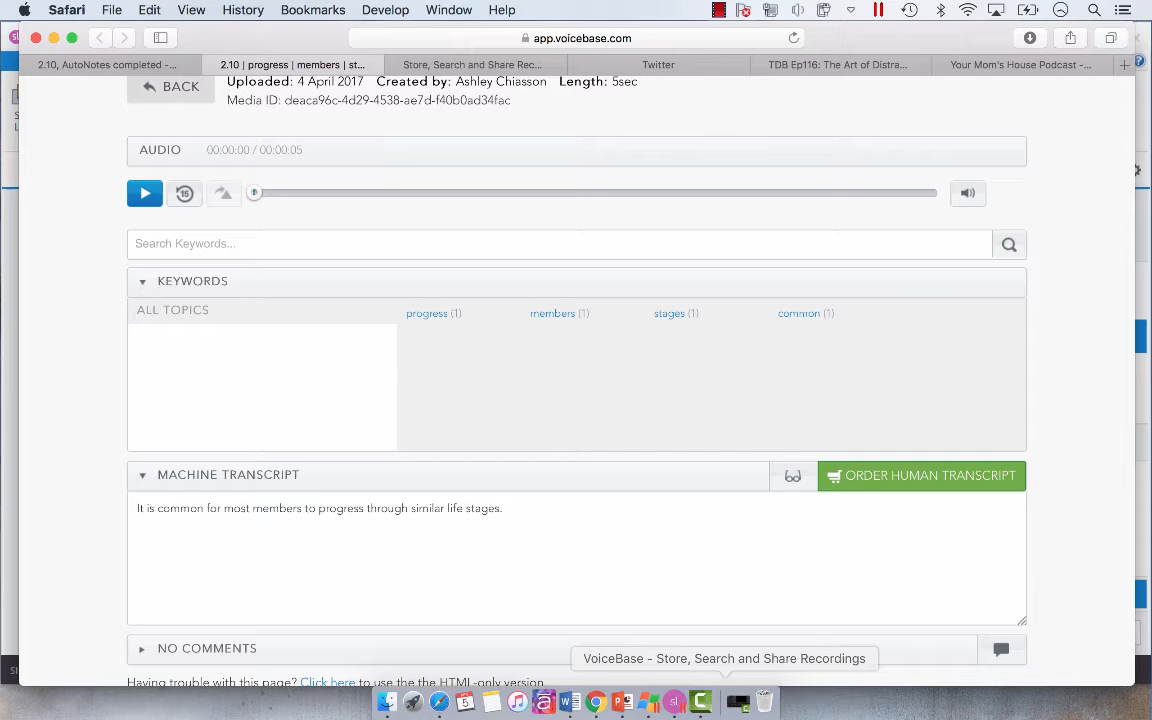 Safari File Edit View History Bookmarks Develop Window Help
app.voicebase.com
2.10, AutoNotes completed -...
2.10 | progress | members | st...
Store, Search and Share Rec...
Twitter
TDB Ep116: The Art of Distra...
Your Mom's House Podcast -...
BACK
Uploaded: 4 April 2017 Created by: Ashley Chiasson Length: 5sec
Media ID: deaca96c-4d29-4538-ae7d-f40b0ad34fac
AUDIO 00:00:00 / 00:00:05
15
Search Keywords...
KEYWORDS
ALL TOPICS
progress (1) members (1) stages (1) common (1)
MACHINE TRANSCRIPT
ORDER HUMAN TRANSCRIPT
It is common for most members to progress through similar life stages.
NO COMMENTS
VoiceBase - Store, Search and Share Recordings
Having trouble with this page? Click here to use the the HTML-only version